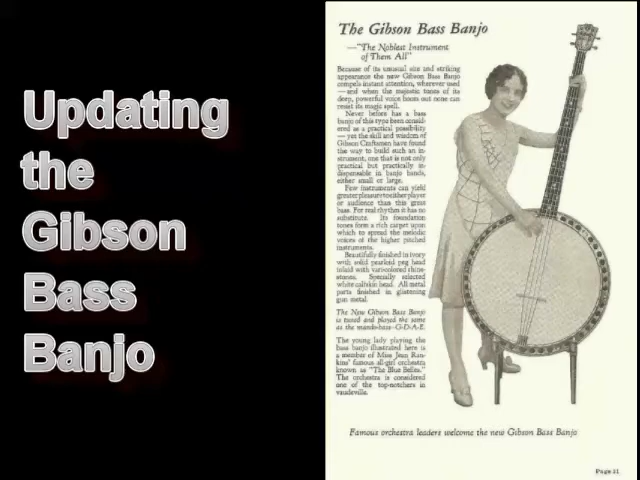 Updating
the
Gibson
Bass
Banjo
The Gibson Bass Banjo
—"The Noblest Instrument
of Them All"
Because of its unusual size and striking
appearance the new Gibson Bass Banjo
compels instant attention, wherever used
—and when the majestic tones of its
deep, powerful voice boom out none can
resist its magic spell.
Never before has a bass
banjo of this type been consid-
ered as a practical possibility
—yet the skill and wisdom of
Gibson Craftsmen have found
the way to build such an in-
strument, one that is not only
practical but practically in-
dispensable in banjo bands,
either small or large.
Few instruments can yield
greater pleasure to either player
or audience than this great
bass. For real rhythm it has no
substitute. Its foundation
tones form a rich carpet upon
which to spread the melodic
voices of the higher pitched
instruments.
Beautifully finished in ivory
with solid pearloid peg head
inlaid with varicolored rhine-
stones. Specially selected
white calfskin head. All metal
parts finished in glistening
gun metal.
The New Gibson Bass Banjo
is tuned and played the same
as the mando-bass—G-D-A-E.
The young lady playing the
bass banjo illustrated here is
a member of Miss Jean Ran-
kins' famous all-girl orchestra
known as "The Blue Belles."
The orchestra is considered
one of the top-notchers in
vaudeville.
Famous orchestra leaders welcome the new Gibson Bass Banjo
Page 21